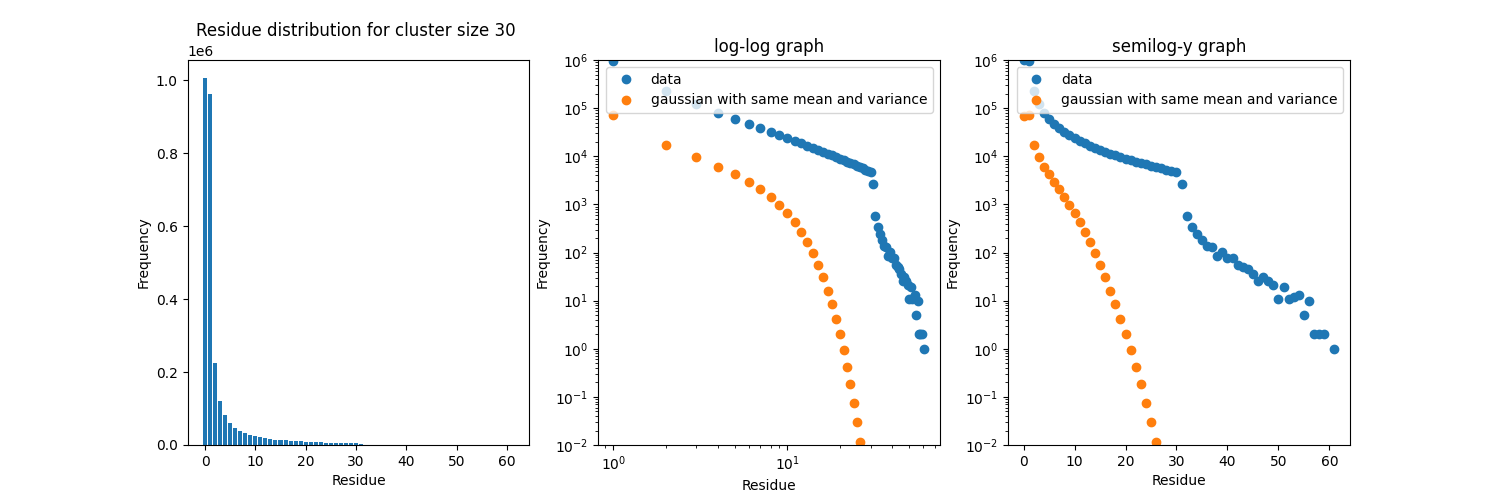 Residue distribution for cluster size 30
1e6
1.0
0.8
0.6
0.4
0.2
0.0
Frequency
0 10 20 30 40 50 60
Residue
log-log graph
data
gaussian with same mean and variance
10^6
10^5
10^4
10^3
10^2
10^1
10^0
10^-1
10^-2
Frequency
10^0 10^1
Residue
semilog-y graph
data
gaussian with same mean and variance
10^6
10^5
10^4
10^3
10^2
10^1
10^0
10^-1
10^-2
Frequency
0 10 20 30 40 50 60
Residue